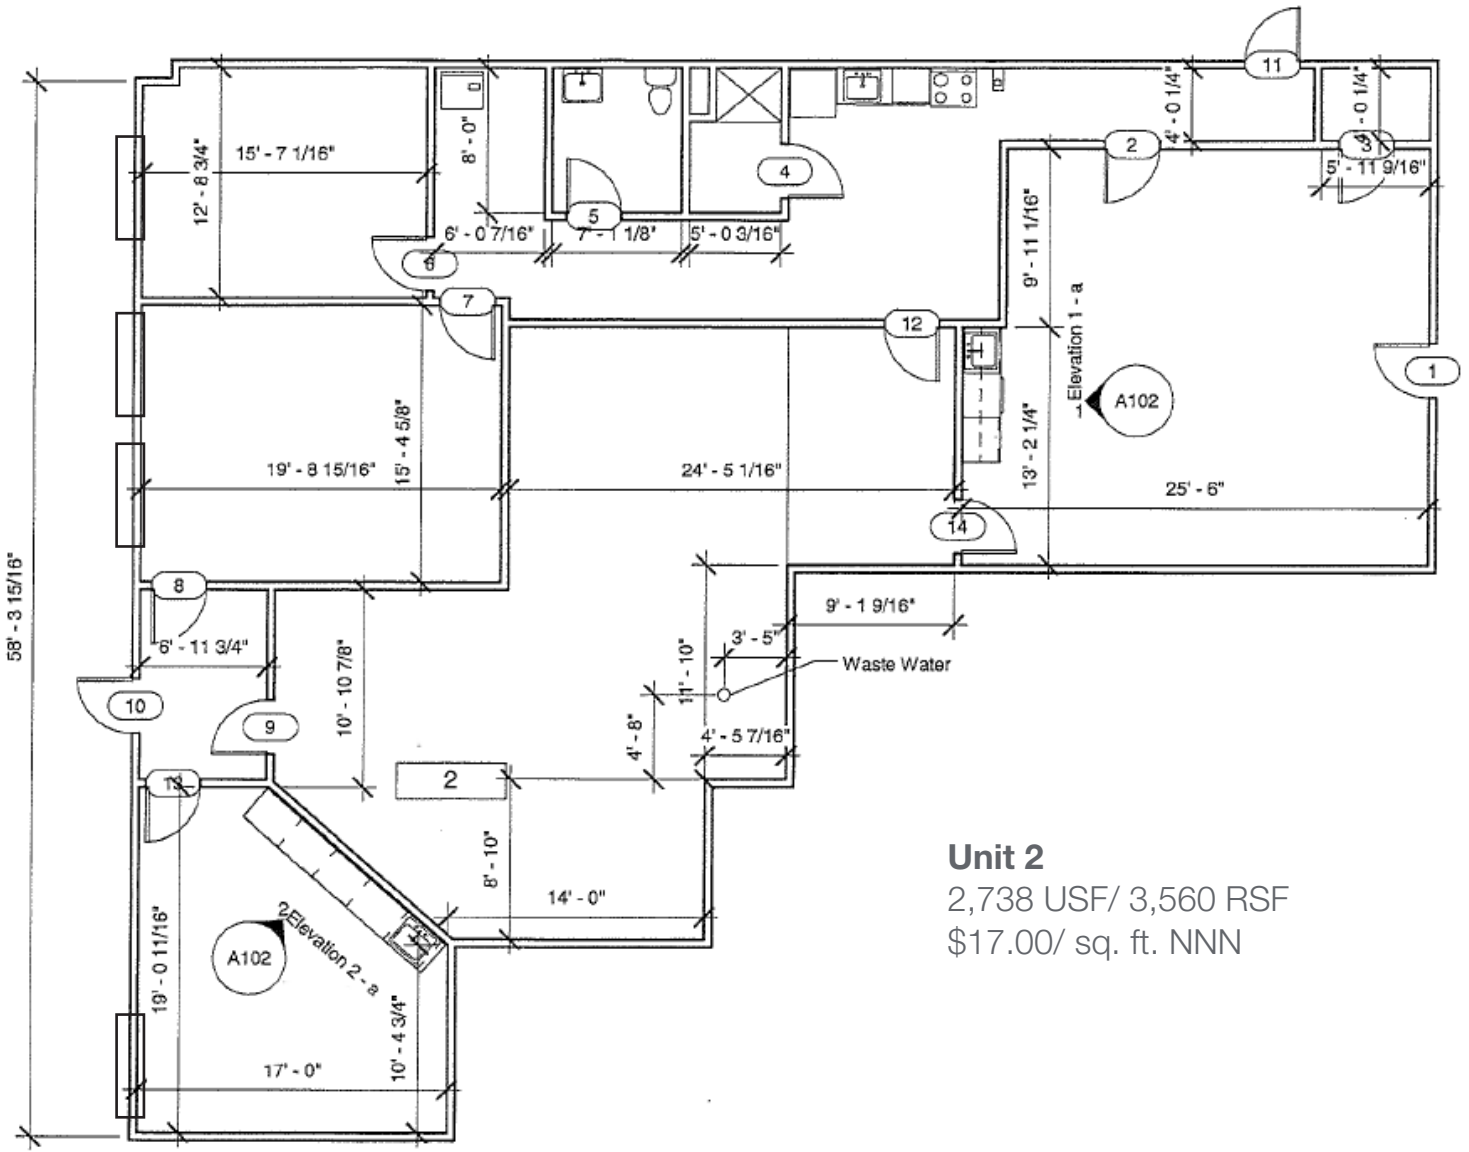 11
4' - 0 1/4"
4' - 0 1/4"
2
3
5' - 11 9/16"
15' - 7 1/16"
12' - 8 3/4"
8' - 0"
4
5
6' - 0 7/16"
7' - 1 1/8"
5' - 0 3/16"
6
7
12
9' - 11 1/16"
1 Elevation 1 - a
A102
1
13' - 2 1/4"
25' - 6"
19' - 8 15/16"
15' - 4 5/8"
24' - 5 1/16"
14
58' - 3 15/16"
8
6' - 11 3/4"
10' - 10 7/8"
9' - 1 9/16"
3' - 5"
11' - 10"
Waste Water
10
9
4' - 8"
4' - 5 7/16"
13
2
8' - 10"
14' - 0"
2 Elevation 2 - a
A102
19' - 0 11/16"
10' - 4 3/4"
17' - 0"
Unit 2
2,738 USF/ 3,560 RSF
$17.00/ sq. ft. NNN